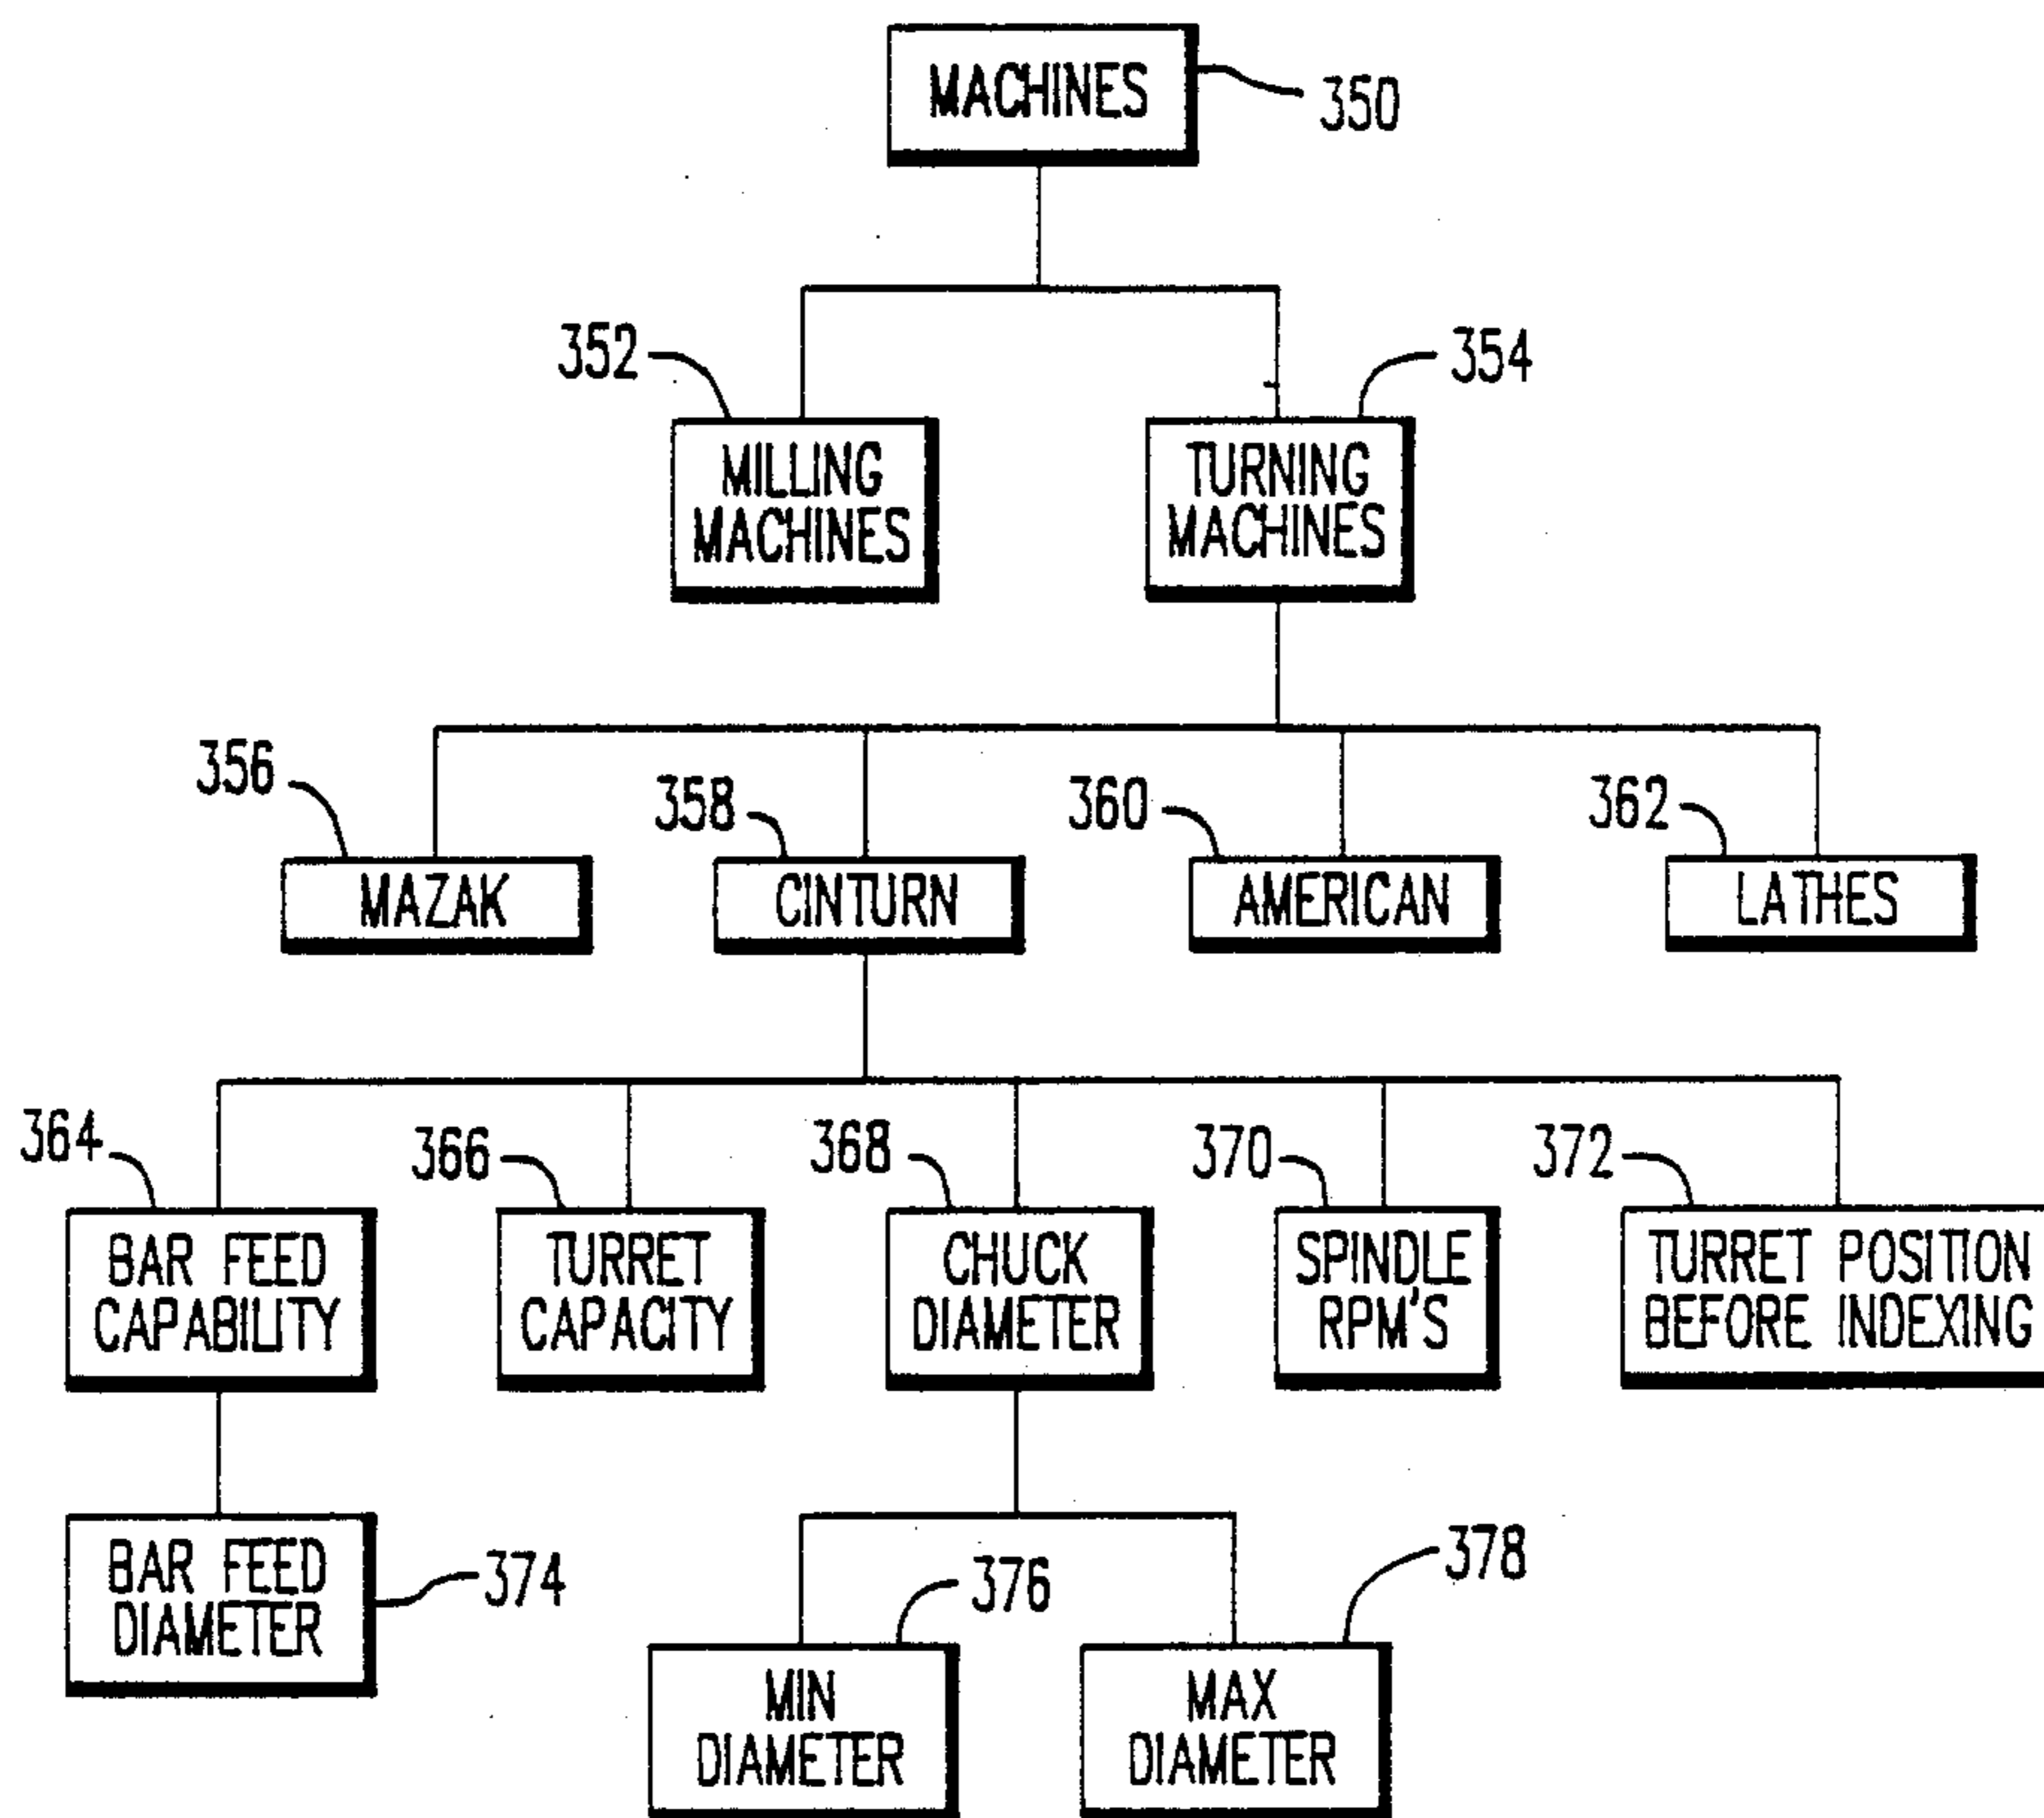 MACHINES
350
352
354
MILLING
MACHINES
TURNING
MACHINES
356
358
360
362
MAZAK
CINTURN
AMERICAN
LATHES
364
366
368
370
372
BAR FEED
CAPABILITY
TURRET
CAPACITY
CHUCK
DIAMETER
SPINDLE
RPM'S
TURRET POSITION
BEFORE INDEXING
BAR FEED
DIAMETER
374
376
378
MIN
DIAMETER
MAX
DIAMETER